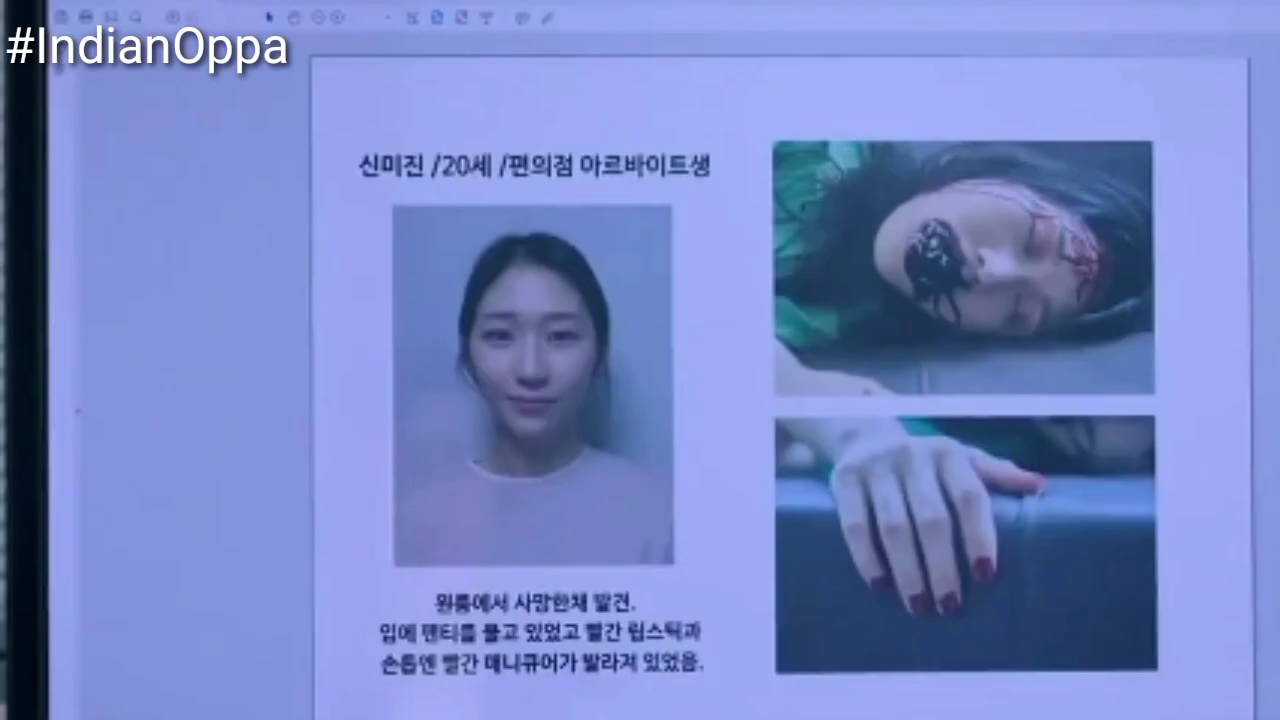 #IndianOppa
신미진 /20세 /편의점 아르바이트생
원룸에서 사망한채 발견.
입에 팬티를 물고 있었고 빨간 립스틱과
손톱엔 빨간 매니큐어가 발라져 있었음.